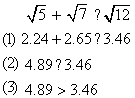 √5 + √7 ? √12
(1) 2.24 + 2.65 ? 3.46
(2) 4.89 ? 3.46
(3) 4.89 > 3.46